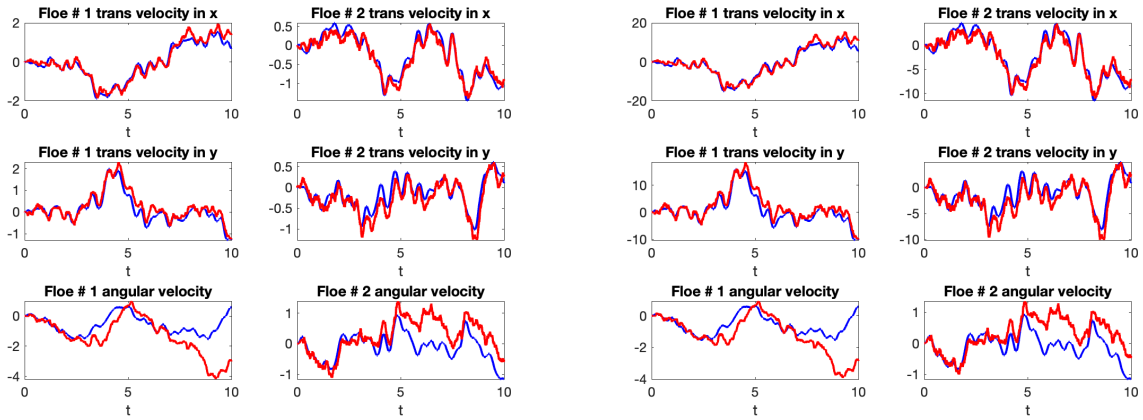 Floe # 1 trans velocity in x
2
0
-2
0 5 10
t
Floe # 2 trans velocity in x
0.5
0
-0.5
-1
0 5 10
t
Floe # 1 trans velocity in x
20
0
-20
0 5 10
t
Floe # 2 trans velocity in x
5
0
-5
-10
0 5 10
t
Floe # 1 trans velocity in y
2
1
0
-1
0 5 10
t
Floe # 2 trans velocity in y
0.5
0
-0.5
-1
0 5 10
t
Floe # 1 trans velocity in y
10
0
-10
0 5 10
t
Floe # 2 trans velocity in y
5
0
-5
-10
0 5 10
t
Floe # 1 angular velocity
0
-2
-4
0 5 10
t
Floe # 2 angular velocity
1
0
-1
0 5 10
t
Floe # 1 angular velocity
0
-2
-4
0 5 10
t
Floe # 2 angular velocity
1
0
-1
0 5 10
t